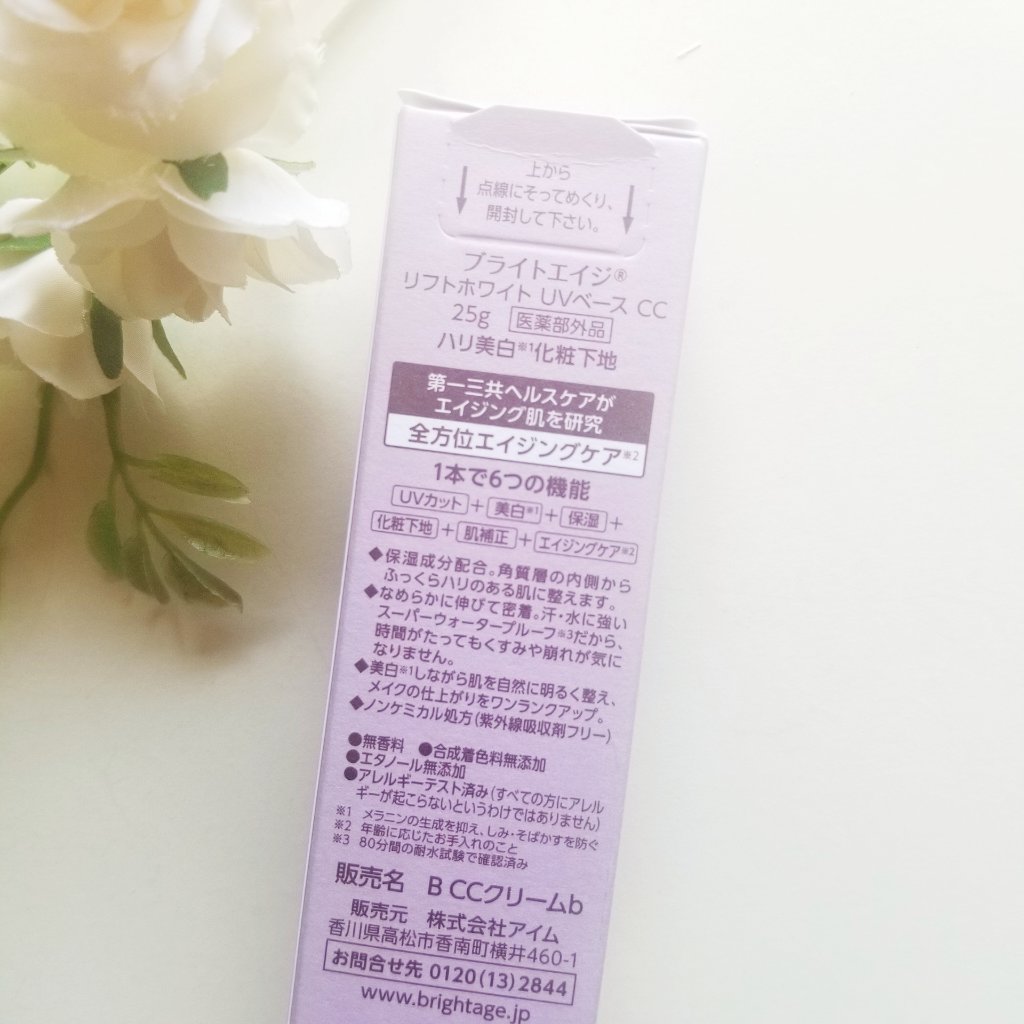 上から
点線にそってめくり、
開封して下さい。
ブライトエイジ®
リフトホワイト UVベース CC
25g 医薬部外品
ハリ美白※1化粧下地
第一三共ヘルスケアが
エイジング肌を研究
全方位エイジングケア※2
1本で6つの機能
UVカット + 美白※1 + 保湿 +
化粧下地 + 肌補正 + エイジングケア※2
◆保湿成分配合。角質層の内側から
ふっくらハリのある肌に整えます。
◆なめらかに伸びて密着。汗・水に強い
スーパーウォータープルーフ※3だから、
時間がたってもくすみや崩れが気に
なりません。
◆美白※1しながら肌を自然に明るく整え、
メイクの仕上がりをワンランクアップ。
◆ノンケミカル処方(紫外線吸収剤フリー)
●無香料 ●合成着色料無添加
●エタノール無添加
●アレルギーテスト済み(すべての方にアレル
ギーが起こらないというわけではありません)
※1 メラニンの生成を抑え、しみ・そばかすを防ぐ
※2 年齢に応じたお手入れのこと
※3 80分間の耐水試験で確認済み
販売名 B CCクリームb
販売元 株式会社アイム
香川県高松市香南町横井460-1
お問合せ先 0120(13)2844
www.brightage.jp